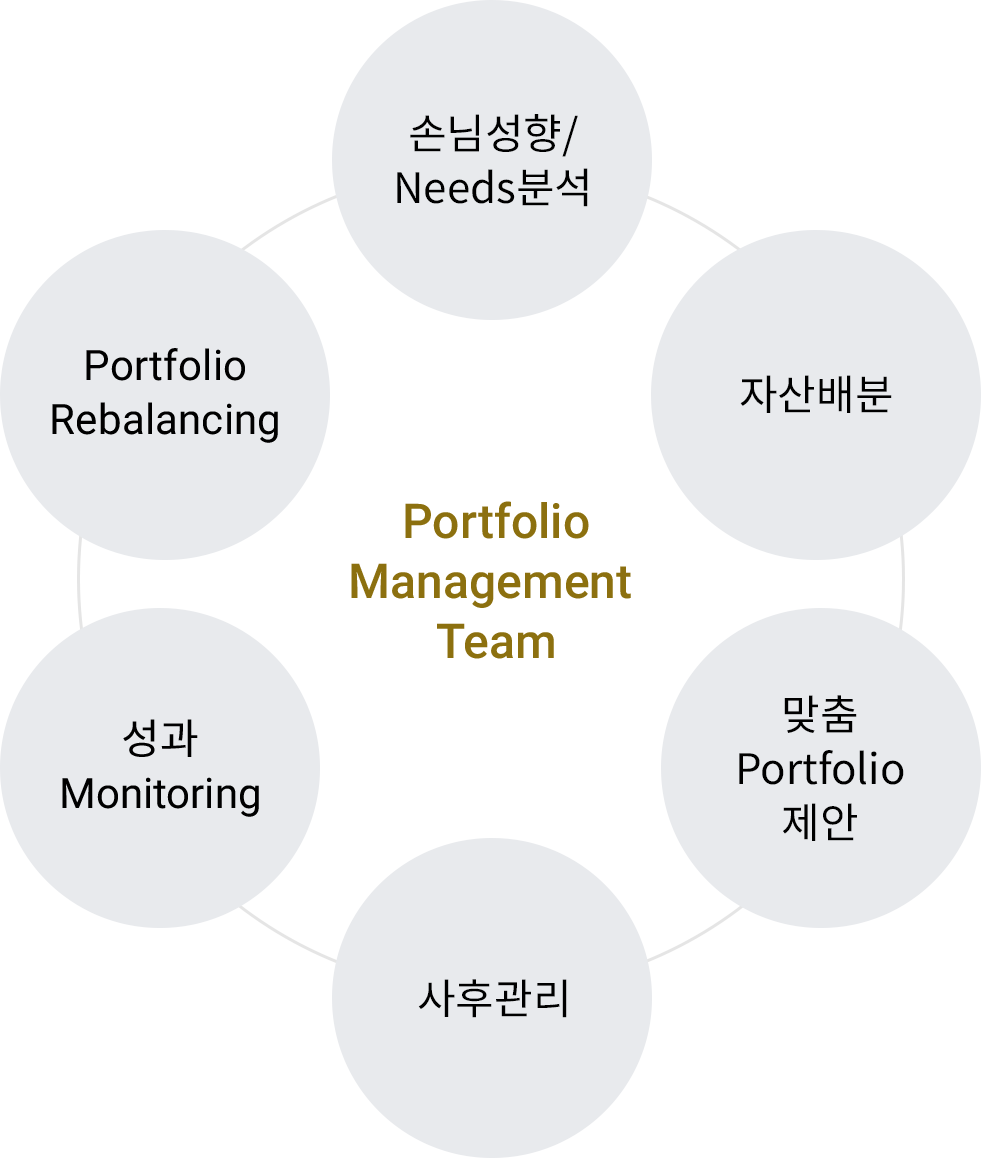 손님성향/
Needs분석
자산배분
맞춤
Portfolio
제안
사후관리
성과
Monitoring
Portfolio
Rebalancing
Portfolio
Management
Team